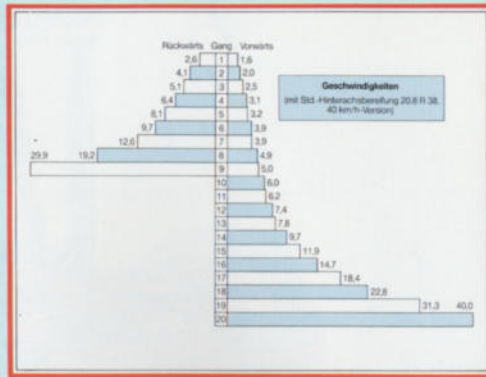 Rückwärts Gang Vorwärts
2,6 1 1,6
4,1 2 2,0
5,1 3 2,5
6,4 4 3,1
8,1 5 3,2
9,7 6 3,9
12,6 7 3,9
19,2 8 4,9
29,9 9 5,0
10 6,0
11 6,2
12 7,4
13 7,8
14 9,7
15 11,9
16 14,7
17 18,4
18 22,8
19 31,3
20 40,0
Geschwindigkeiten
(mit Std.-Hinterachsbereifung 20.8 R 38,
40 km/h-Version)